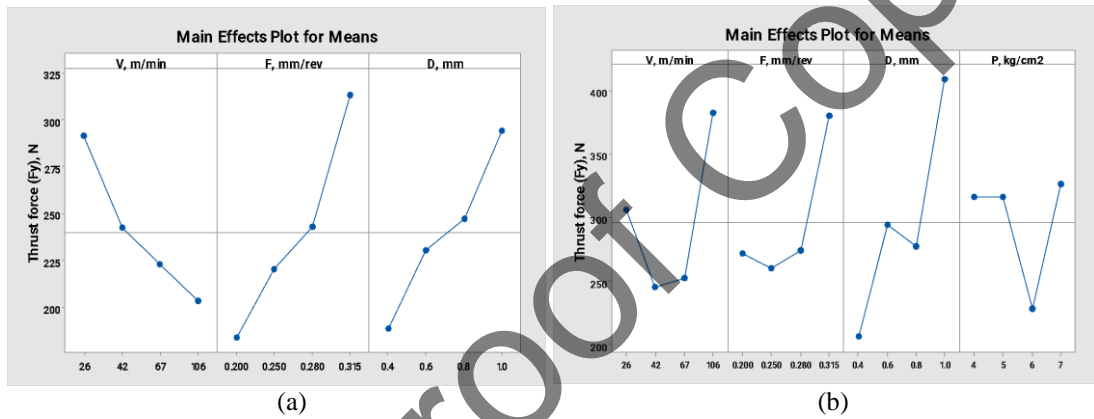 Main Effects Plot for Means
V, m/min F, mm/rev D, mm
Thrust force (Fy), N
325
300
275
250
225
200
26 42 67 106 0.200 0.250 0.280 0.315 0.4 0.6 0.8 1.0
(a)
Main Effects Plot for Means
V, m/min F, mm/rev D, mm P, kg/cm2
Thrust force (Fy), N
400
350
300
250
200
26 42 67 106 0.200 0.250 0.280 0.315 0.4 0.6 0.8 1.0 4 5 6 7
(b)
roof Cop